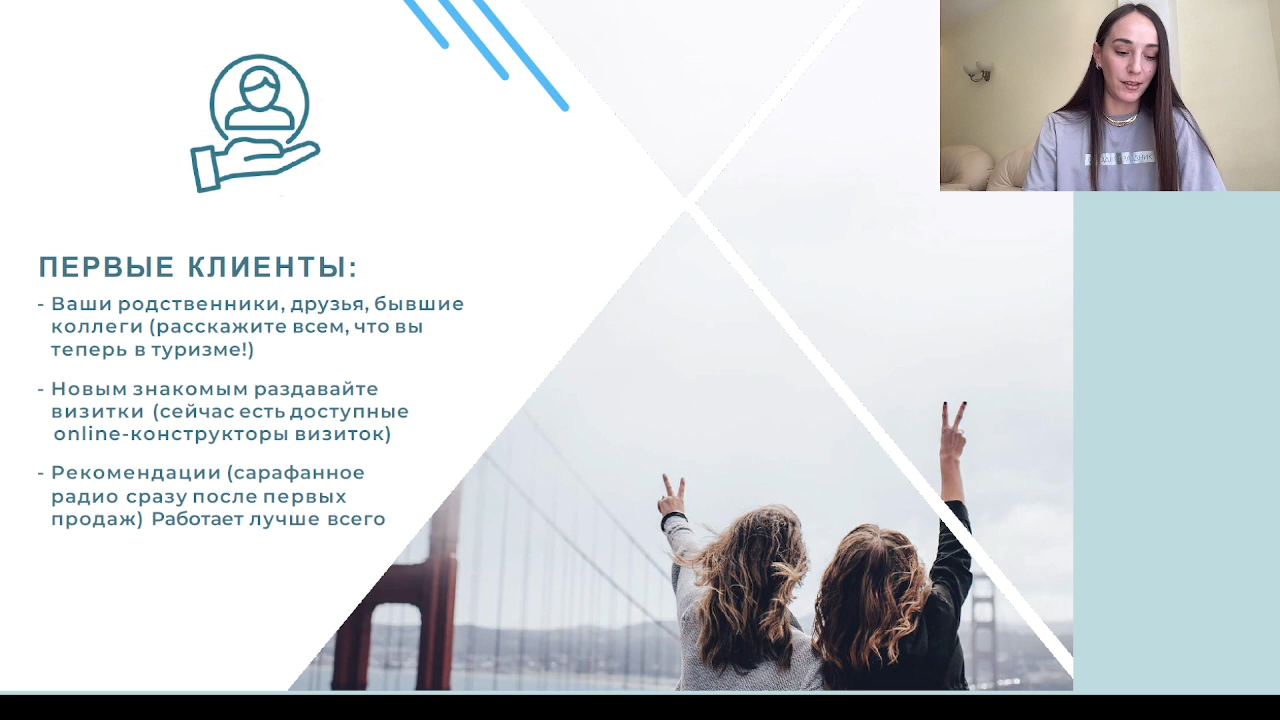 ПЕРВЫЕ КЛИЕНТЫ:
- Ваши родственники, друзья, бывшие
коллеги (расскажите всем, что вы
теперь в туризме!)
- Новым знакомым раздавайте
визитки (сейчас есть доступные
online-конструкторы визиток)
- Рекомендации (сарафанное
радио сразу после первых
продаж) Работает лучше всего